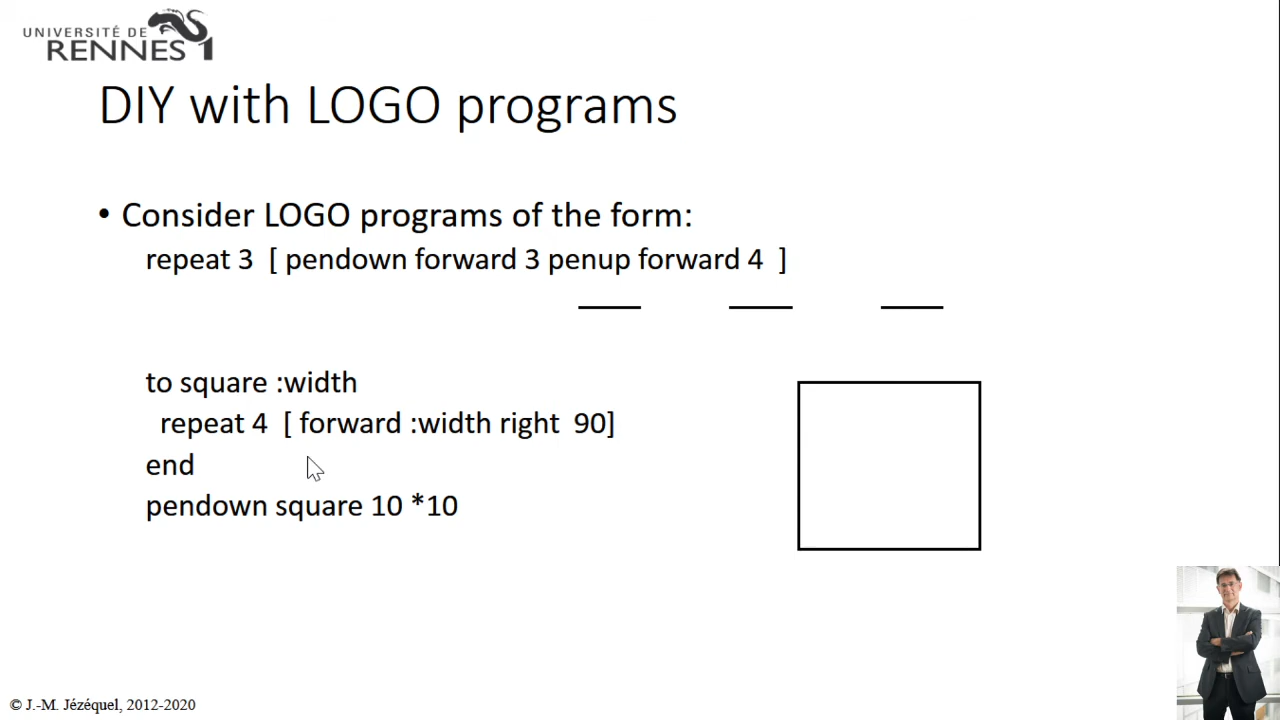 UNIVERSITÉ DE
RENNES 1
DIY with LOGO programs
• Consider LOGO programs of the form:
repeat 3 [ pendown forward 3 penup forward 4 ]
to square :width
repeat 4 [ forward :width right 90]
end
pendown square 10 *10
© J.-M. Jézéquel, 2012-2020